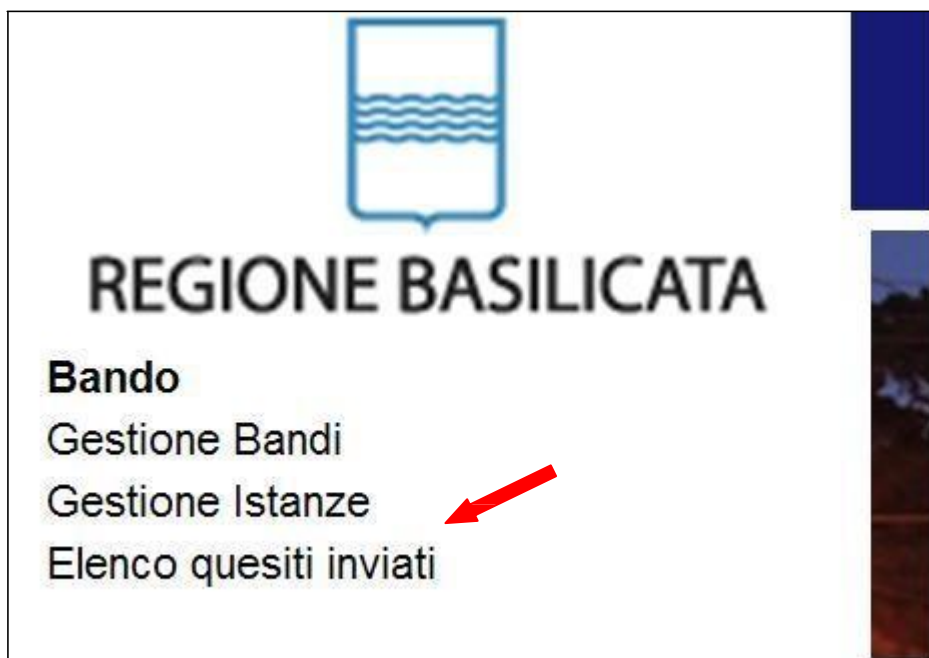 REGIONE BASILICATA
Bando
Gestione Bandi
Gestione Istanze
Elenco quesiti inviati